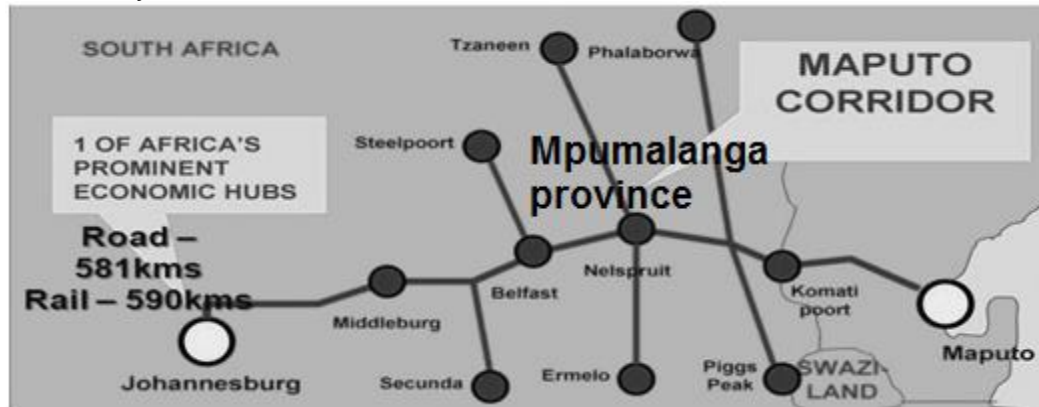 SOUTH AFRICA
Tzaneen
Phalaborwa
MAPUTO
CORRIDOR
1 OF AFRICA'S
PROMINENT
ECONOMIC HUBS
Steelpoort
Mpumalanga
province
Road –
581kms
Rail – 590kms
Nelspruit
Belfast
Middleburg
Komati
poort
Maputo
Johannesburg
Secunda
Ermelo
Piggs
Peak
SWAZI-
LAND